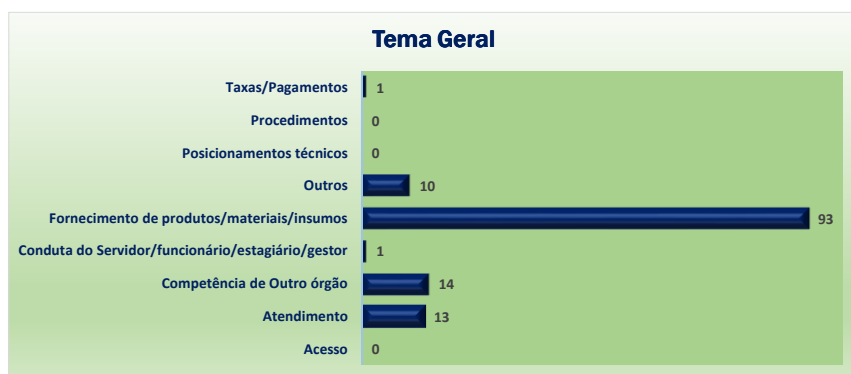 Tema Geral
Taxas/Pagamentos 1
Procedimentos 0
Posicionamentos técnicos 0
Outros 10
Fornecimento de produtos/materiais/insumos 93
Conduta do Servidor/funcionário/estagiário/gestor 1
Competência de Outro órgão 14
Atendimento 13
Acesso 0